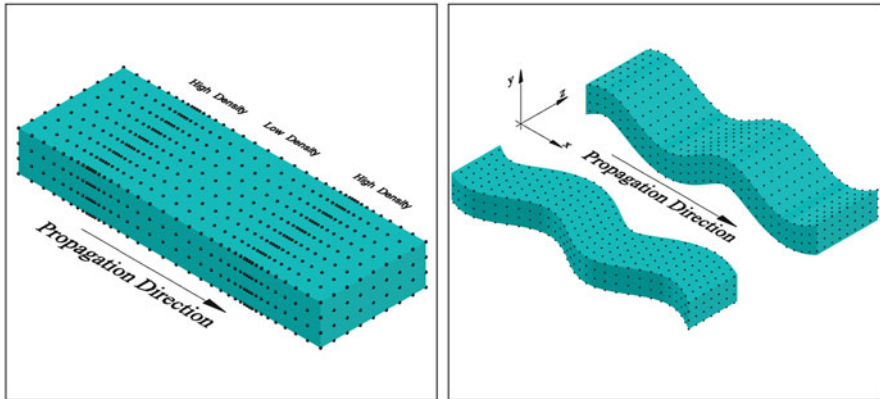 High Density
Low Density
High Density
Propagation Direction
y
z
x
Propagation Direction